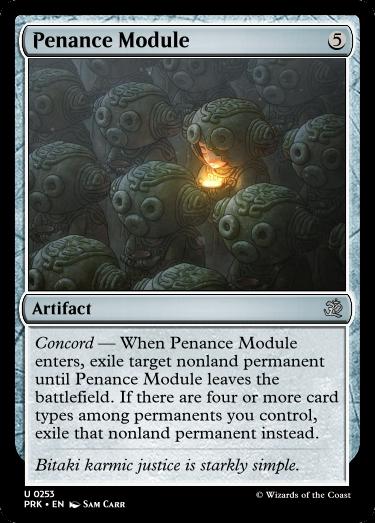 Penance Module 5
Artifact
Concord — When Penance Module
enters, exile target nonland permanent
until Penance Module leaves the
battlefield. If there are four or more card
types among permanents you control,
exile that nonland permanent instead.
Bitaki karmic justice is starkly simple.
U 0253
PRK • EN SAM CARR
© Wizards of the Coast